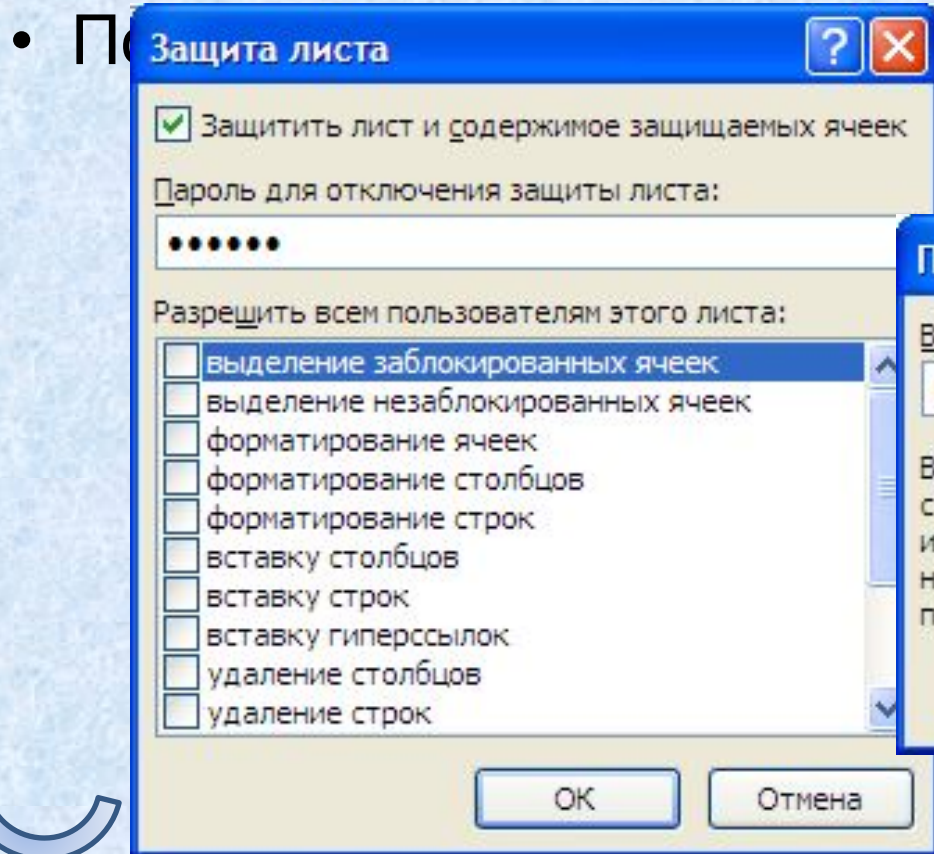 Защита листа
Защитить лист и содержимое защищаемых ячеек
Пароль для отключения защиты листа:
••••••
Разрешить всем пользователям этого листа:
выделение заблокированных ячеек
выделение незаблокированных ячеек
форматирование ячеек
форматирование столбцов
форматирование строк
вставку столбцов
вставку строк
вставку гиперссылок
удаление столбцов
удаление строк
ОК
Отмена